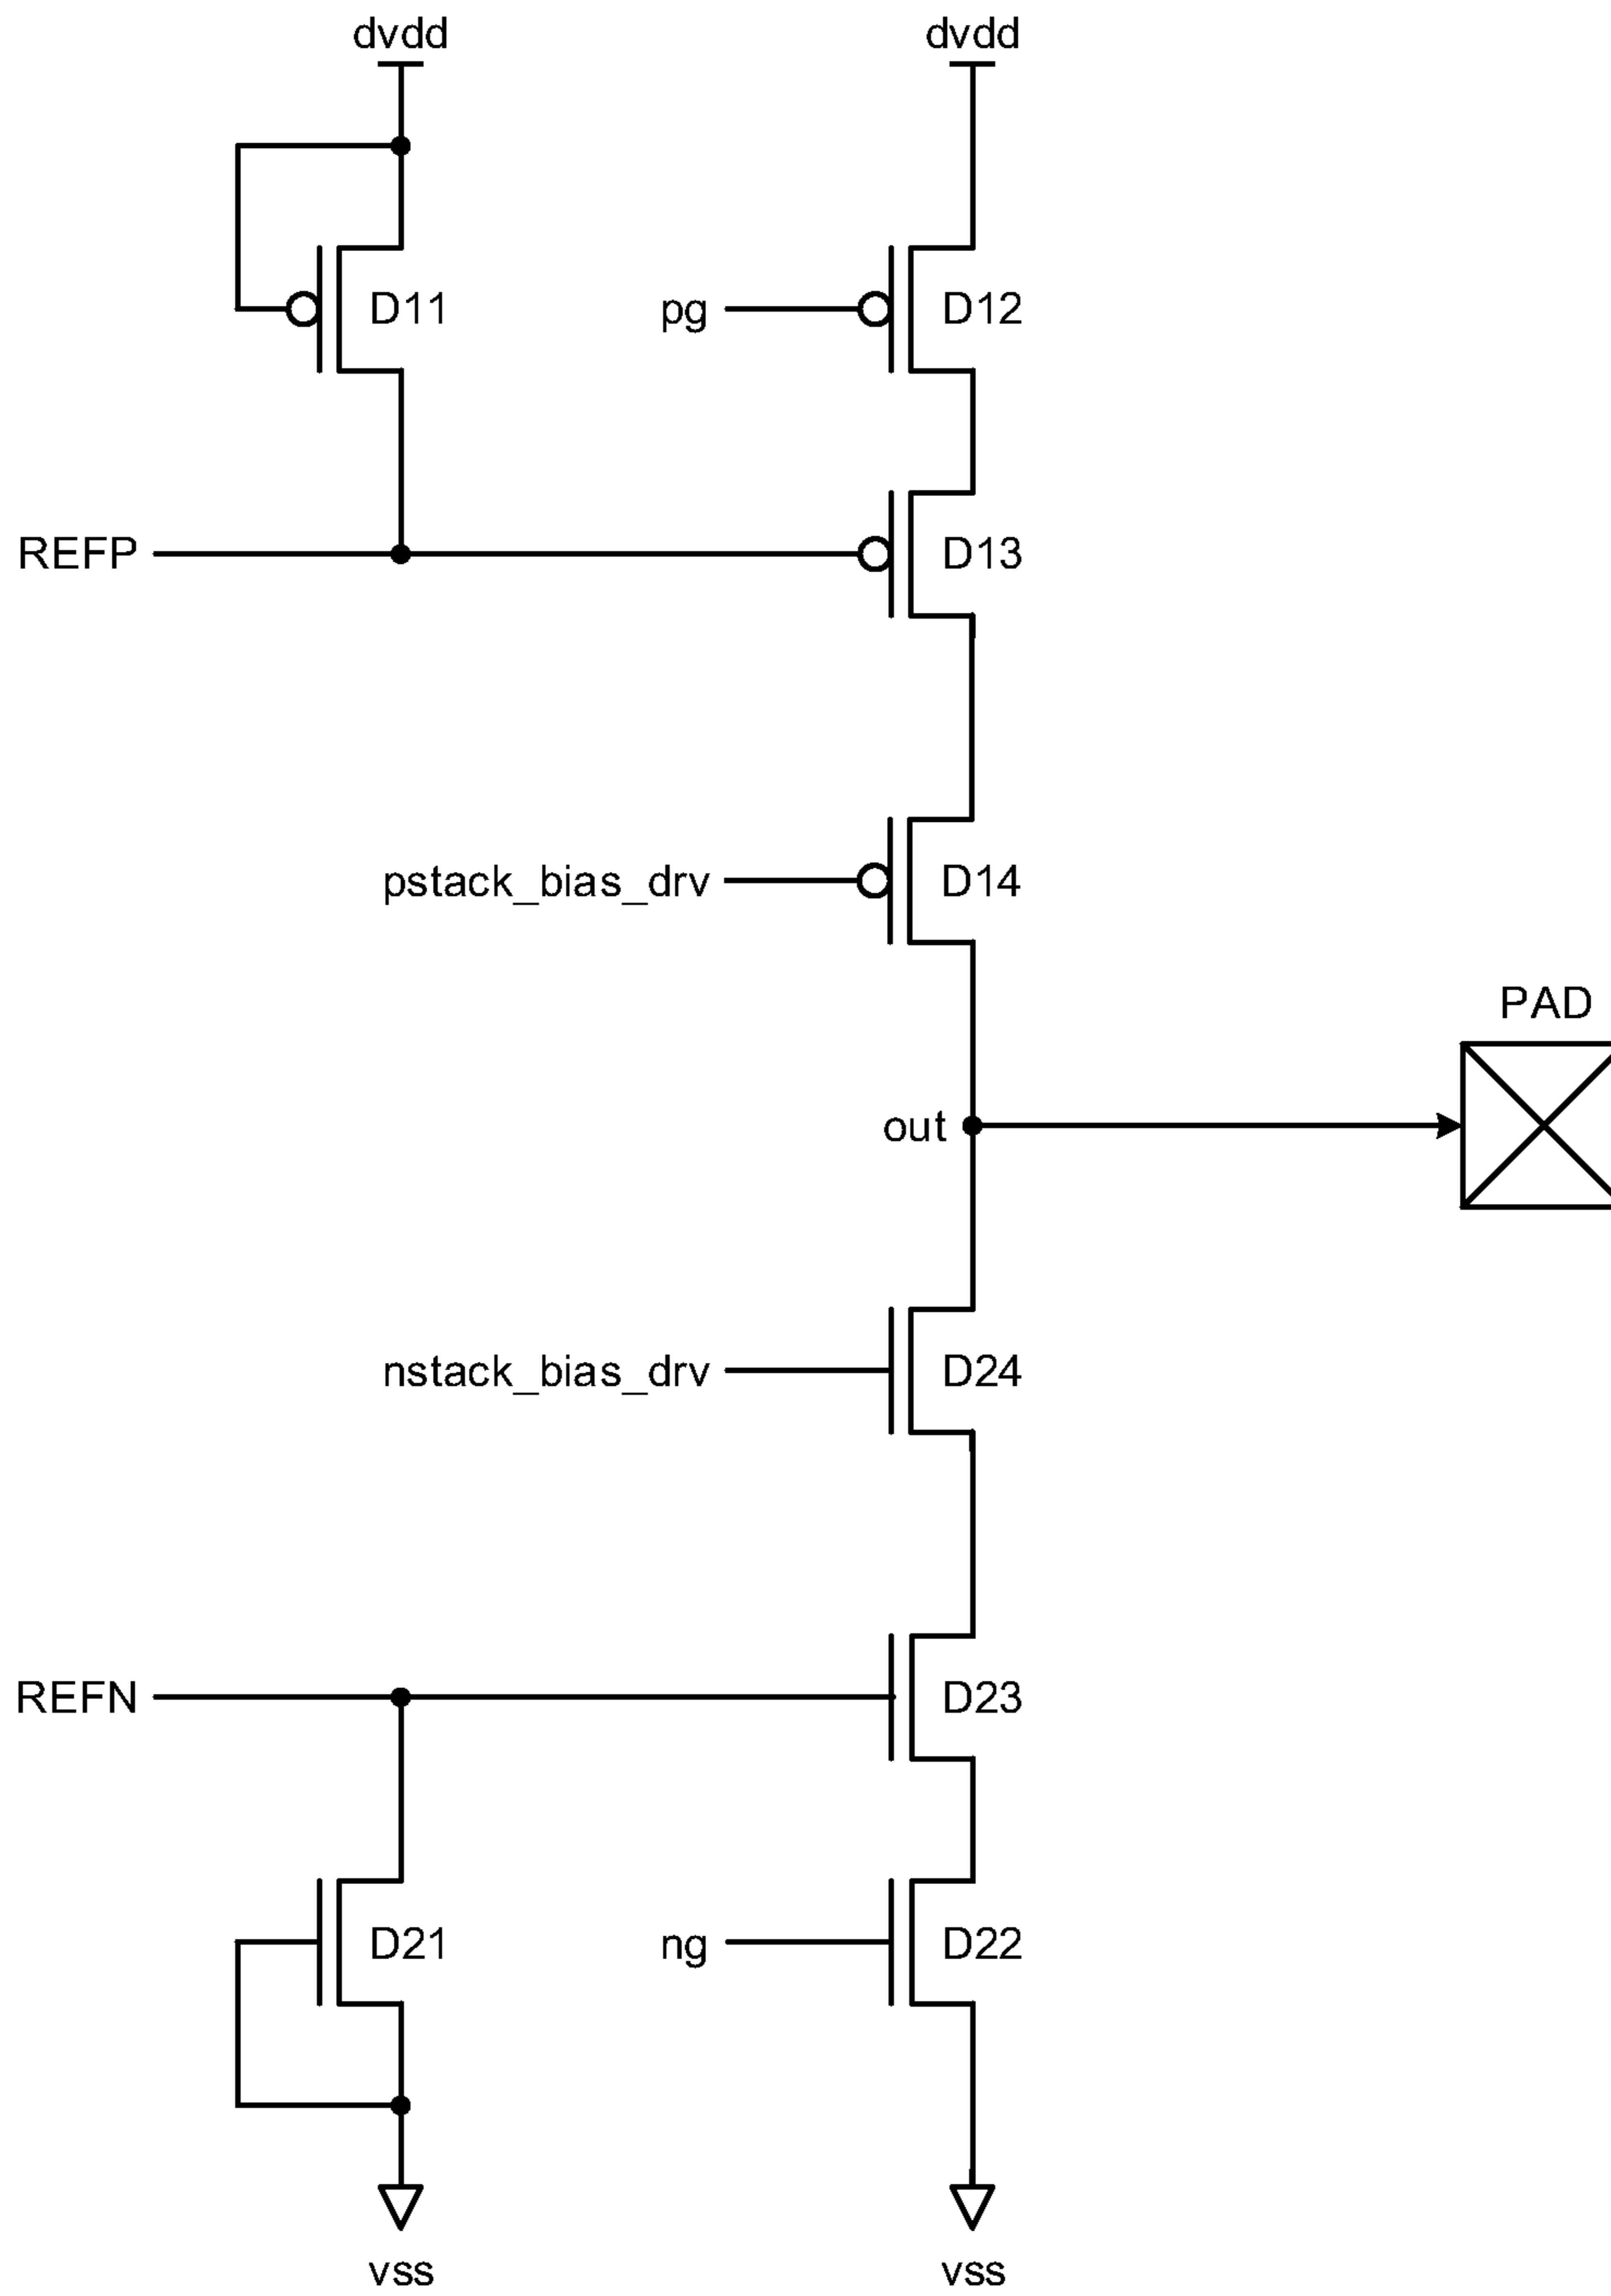 dvdd
dvdd
D11
pg
D12
REFP
D13
pstack_bias_drv
D14
PAD
out
nstack_bias_drv
D24
REFN
D23
D21
ng
D22
vss
vss